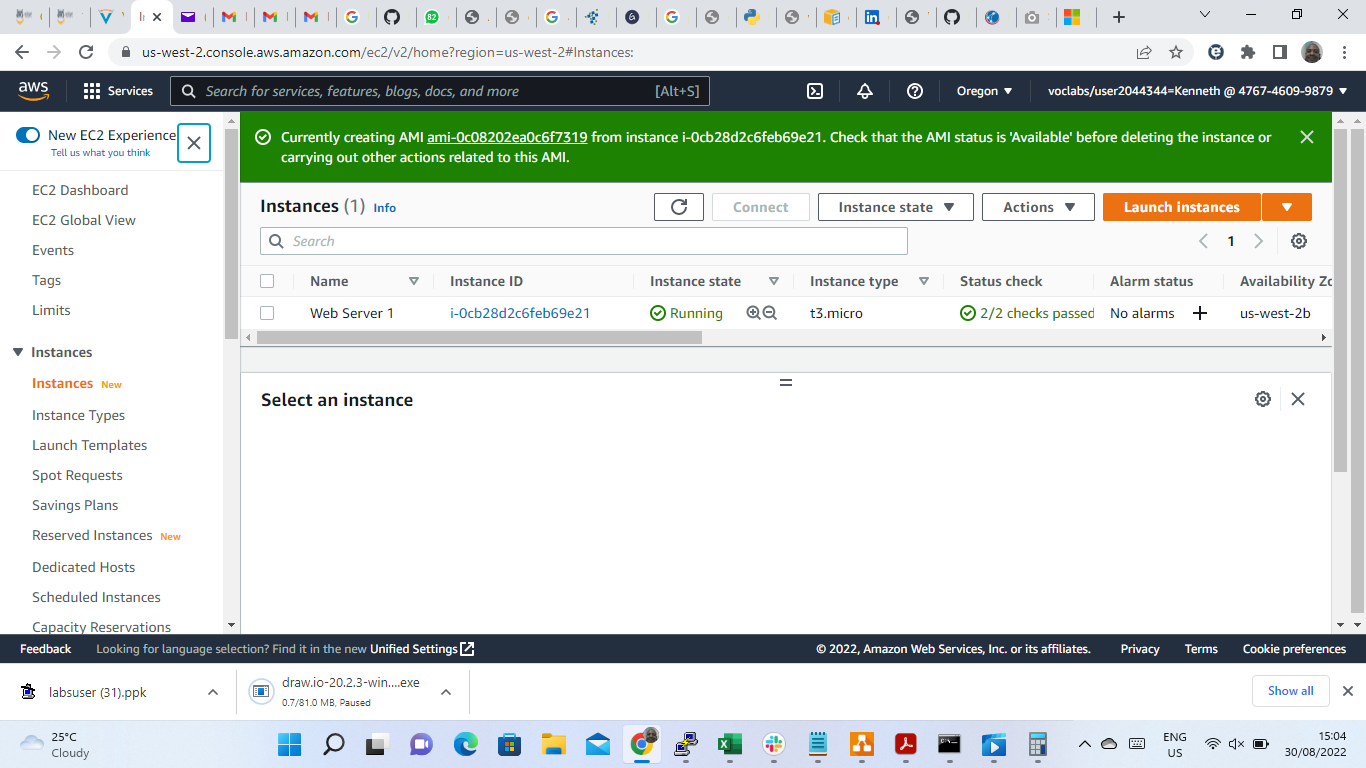 In
us-west-2.console.aws.amazon.com/ec2/v2/home?region=us-west-2#Instances:
aws
Services
Search for services, features, blogs, docs, and more
[Alt+S]
Oregon
voclabs/user2044344=Kenneth @ 4767-4609-9879
New EC2 Experience
Tell us what you think
EC2 Dashboard
EC2 Global View
Events
Tags
Limits
Instances
Instances New
Instance Types
Launch Templates
Spot Requests
Savings Plans
Reserved Instances New
Dedicated Hosts
Scheduled Instances
Capacity Reservations
Currently creating AMI ami-0c08202ea0c6f7319 from instance i-0cb28d2c6feb69e21. Check that the AMI status is 'Available' before deleting the instance or
carrying out other actions related to this AMI.
Instances (1) Info
Connect
Instance state
Actions
Launch instances
Search
1
Name Instance ID Instance state Instance type Status check Alarm status Availability Zo
Web Server 1 i-0cb28d2c6feb69e21 Running t3.micro 2/2 checks passed No alarms us-west-2b
Select an instance
Feedback Looking for language selection? Find it in the new Unified Settings
© 2022, Amazon Web Services, Inc. or its affiliates. Privacy Terms Cookie preferences
labsuser (31).ppk
draw.io-20.2.3-win....exe
0.7/81.0 MB, Paused
Show all
25°C
Cloudy
ENG
US
15:04
30/08/2022